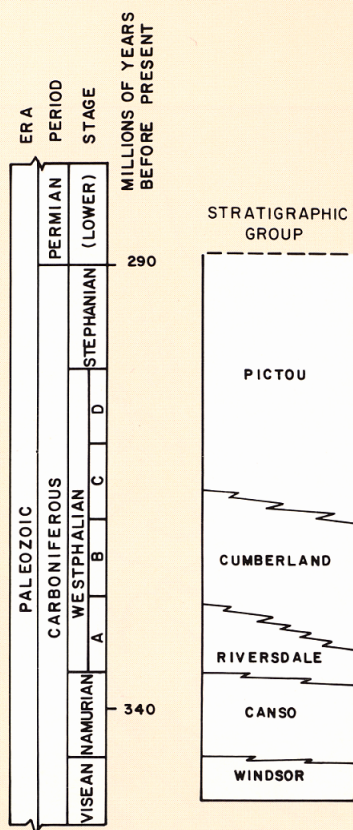 ERA
PERIOD
STAGE
MILLIONS OF YEARS
BEFORE PRESENT
PALEOZOIC
PERMIAN
CARBONIFEROUS
(LOWER)
STEPHANIAN
WESTPHALIAN
D
C
B
A
NAMURIAN
VISEAN
290
340
STRATIGRAPHIC
GROUP
PICTOU
CUMBERLAND
RIVERSDALE
CANSO
WINDSOR